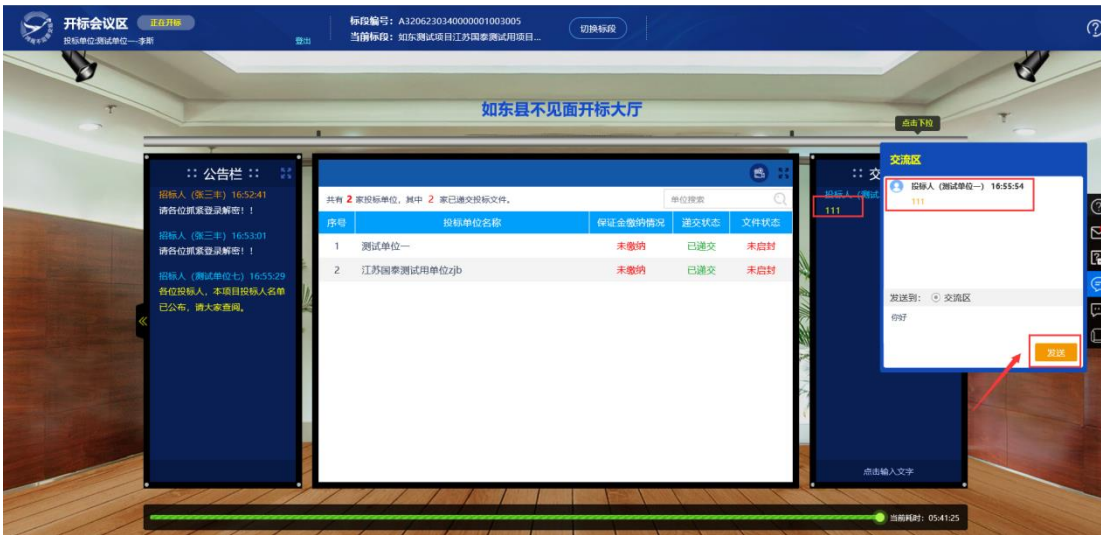 开标会议区 正在开标
投标单位:测试单位一-李斯 登出
标段编号：A3206230340000001003005
当前标段：如东测试项目江苏国泰测试用项目...
切换标段
如东县不见面开标大厅
点击下拉
:: 公告栏 ::
招标人（张三丰）16:52:41
请各位抓紧登录解密！！
招标人（张三丰）16:53:01
请各位抓紧登录解密！！
招标人（测试单位七）16:55:29
各位投标人，本项目投标人名单
已公布，请大家查阅。
共有 2 家投标单位，其中 2 家已递交投标文件。
单位搜索
序号 投标单位名称 保证金缴纳情况 递交状态 文件状态
1 测试单位一 未缴纳 已递交 未启封
2 江苏国泰测试用单位zjb 未缴纳 已递交 未启封
:: 交
投标人（测试
111
点击输入文字
交流区
投标人（测试单位一）16:55:54
111
发送到： 交流区
你好
发送
当前耗时：05:41:25